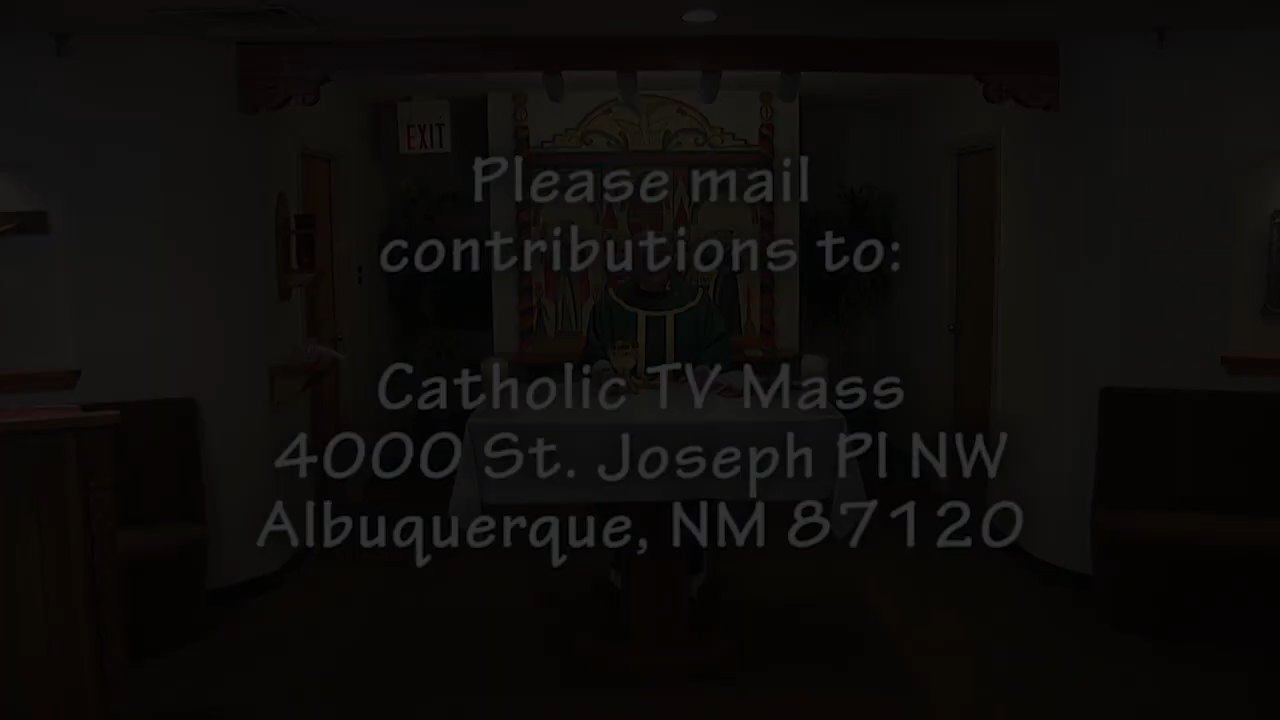 EXIT
Please mail
contributions to:
Catholic TV Mass
4000 St. Joseph Pl NW
Albuquerque, NM 87120